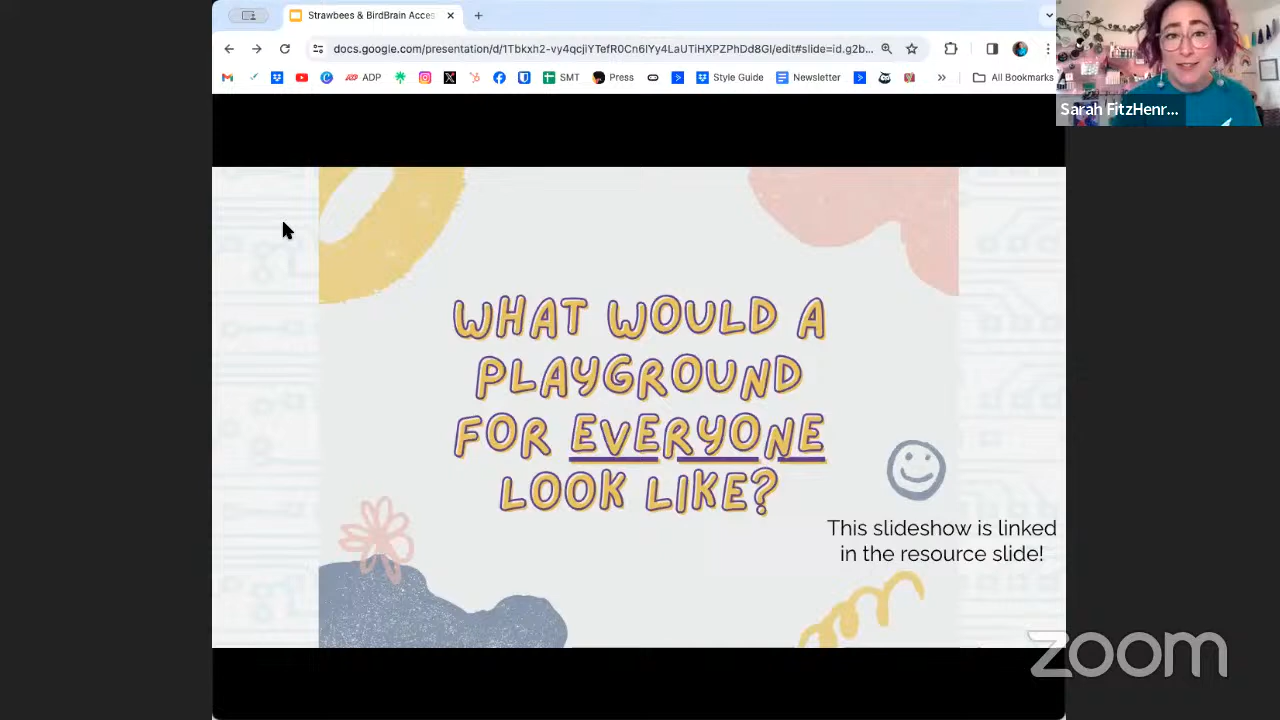 Strawbees & BirdBrain Acces
docs.google.com/presentation/d/1Tbkxh2-vy4qcjiYTefR0Cn6lYy4LaUTiHXPZPhDd8GI/edit#slide=id.g2b...
ADP
SMT
Press
Style Guide
Newsletter
»
All Bookmarks
Sarah FitzHenr...
WHAT WOULD A
PLAYGROUND
FOR EVERYONE
LOOK LIKE?
This slideshow is linked
in the resource slide!
zoom